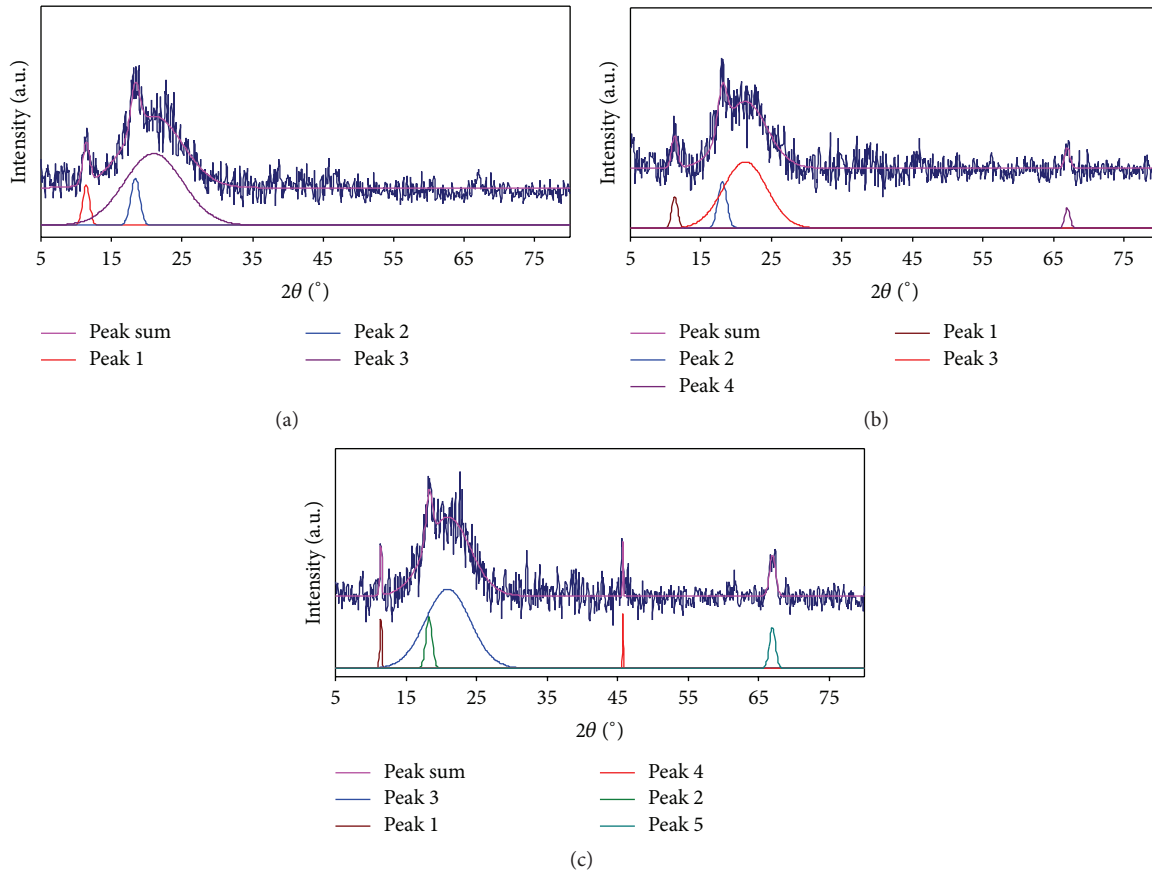 Intensity (a.u.)
5 15 25 35 45 55 65 75
2θ (°)
Peak sum Peak 2
Peak 1 Peak 3
(a)
Intensity (a.u.)
5 15 25 35 45 55 65 75
2θ (°)
Peak sum Peak 1
Peak 2 Peak 3
Peak 4
(b)
Intensity (a.u.)
5 15 25 35 45 55 65 75
2θ (°)
Peak sum Peak 4
Peak 3 Peak 2
Peak 1 Peak 5
(c)